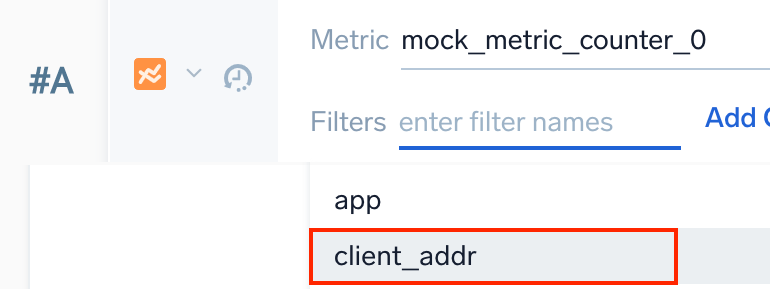 Metric mock_metric_counter_0
#A
Filters enter filter names Add
app
client_addr